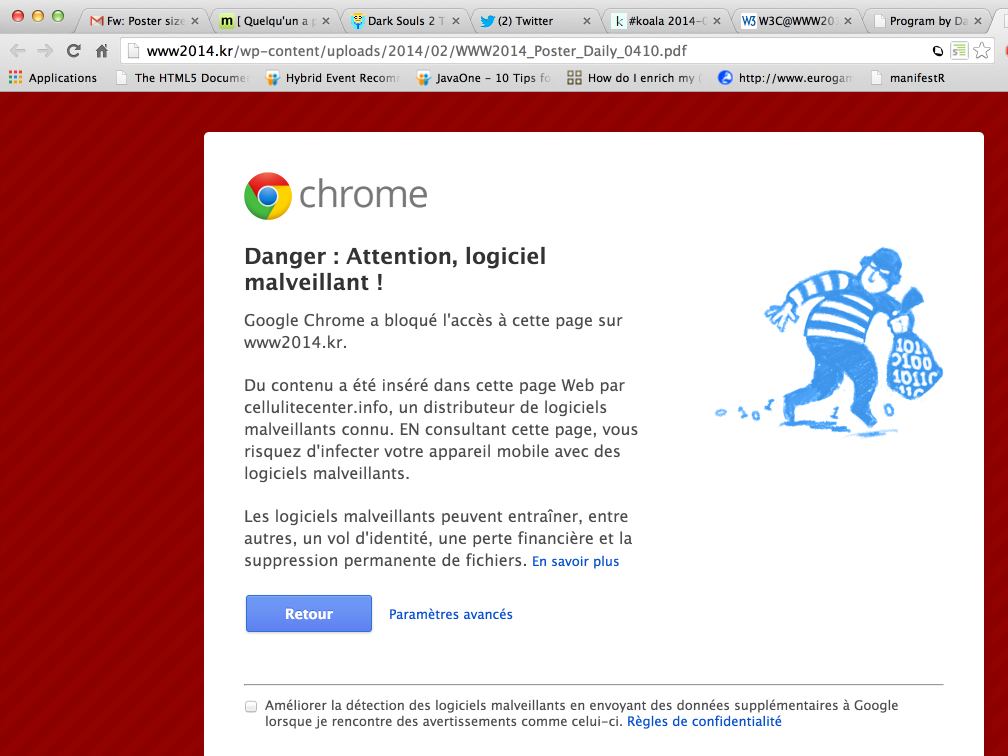 Fw: Poster size
m [ Quelqu'un a
Dark Souls 2 T
(2) Twitter
k #koala 2014-0
W3 W3C@WWW20
Program by Da
www2014.kr/wp-content/uploads/2014/02/WWW2014_Poster_Daily_0410.pdf
Applications
The HTML5 Docume
Hybrid Event Recom
JavaOne – 10 Tips fo
How do I enrich my
http://www.eurogam
manifestR
chrome
Danger : Attention, logiciel
malveillant !
Google Chrome a bloqué l'accès à cette page sur
www2014.kr.
Du contenu a été inséré dans cette page Web par
cellulitecenter.info, un distributeur de logiciels
malveillants connu. EN consultant cette page, vous
risquez d'infecter votre appareil mobile avec des
logiciels malveillants.
Les logiciels malveillants peuvent entraîner, entre
autres, un vol d'identité, une perte financière et la
suppression permanente de fichiers. En savoir plus
101
0100
1011
110
0 1 0 1 1 0
Retour
Paramètres avancés
Améliorer la détection des logiciels malveillants en envoyant des données supplémentaires à Google
lorsque je rencontre des avertissements comme celui-ci. Règles de confidentialité